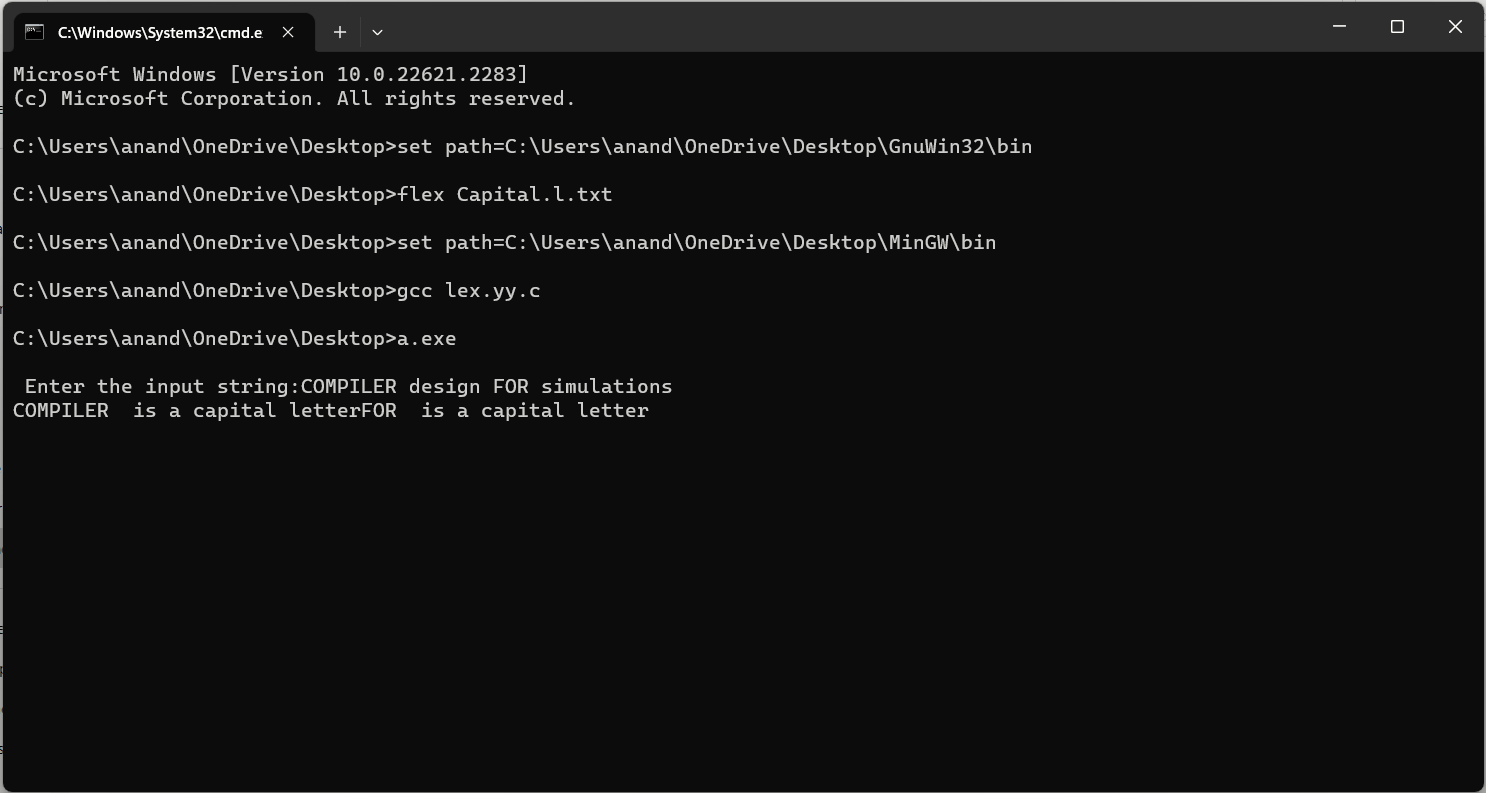 C:\Windows\System32\cmd.e
Microsoft Windows [Version 10.0.22621.2283]
(c) Microsoft Corporation. All rights reserved.
C:\Users\anand\OneDrive\Desktop>set path=C:\Users\anand\OneDrive\Desktop\GnuWin32\bin
C:\Users\anand\OneDrive\Desktop>flex Capital.l.txt
C:\Users\anand\OneDrive\Desktop>set path=C:\Users\anand\OneDrive\Desktop\MinGW\bin
C:\Users\anand\OneDrive\Desktop>gcc lex.yy.c
C:\Users\anand\OneDrive\Desktop>a.exe
Enter the input string:COMPILER design FOR simulations
COMPILER  is a capital letterFOR  is a capital letter